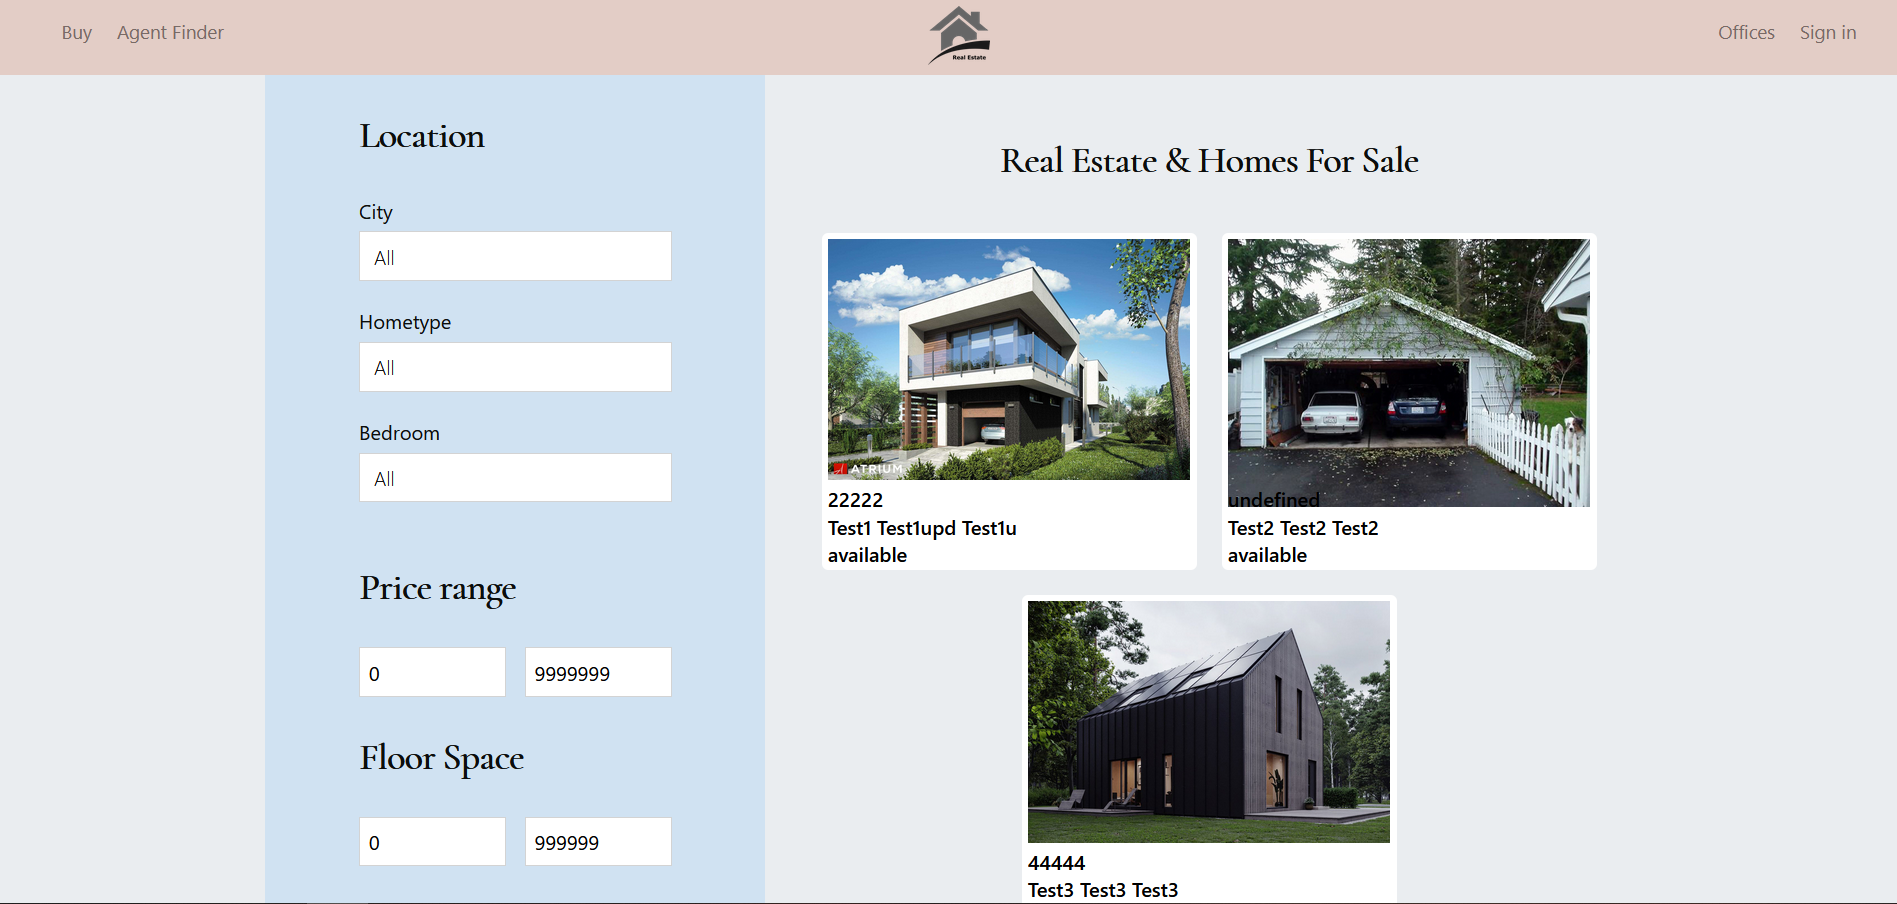 Buy Agent Finder
Real Estate
Offices Sign in
Location
City
All
Hometype
All
Bedroom
All
Price range
0 9999999
Floor Space
0 999999
Real Estate & Homes For Sale
ATRIUM
22222
Test1 Test1upd Test1u
available
undefined
Test2 Test2 Test2
available
44444
Test3 Test3 Test3